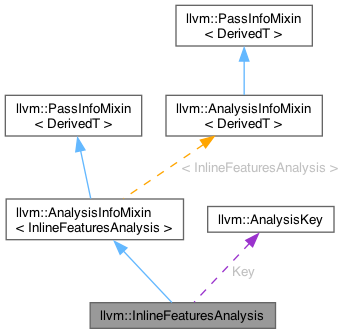 llvm::PassInfoMixin
< DerivedT >
llvm::PassInfoMixin
< DerivedT >
llvm::AnalysisInfoMixin
< DerivedT >
< InlineFeaturesAnalysis >
llvm::AnalysisInfoMixin
< InlineFeaturesAnalysis >
llvm::AnalysisKey
Key
llvm::InlineFeaturesAnalysis